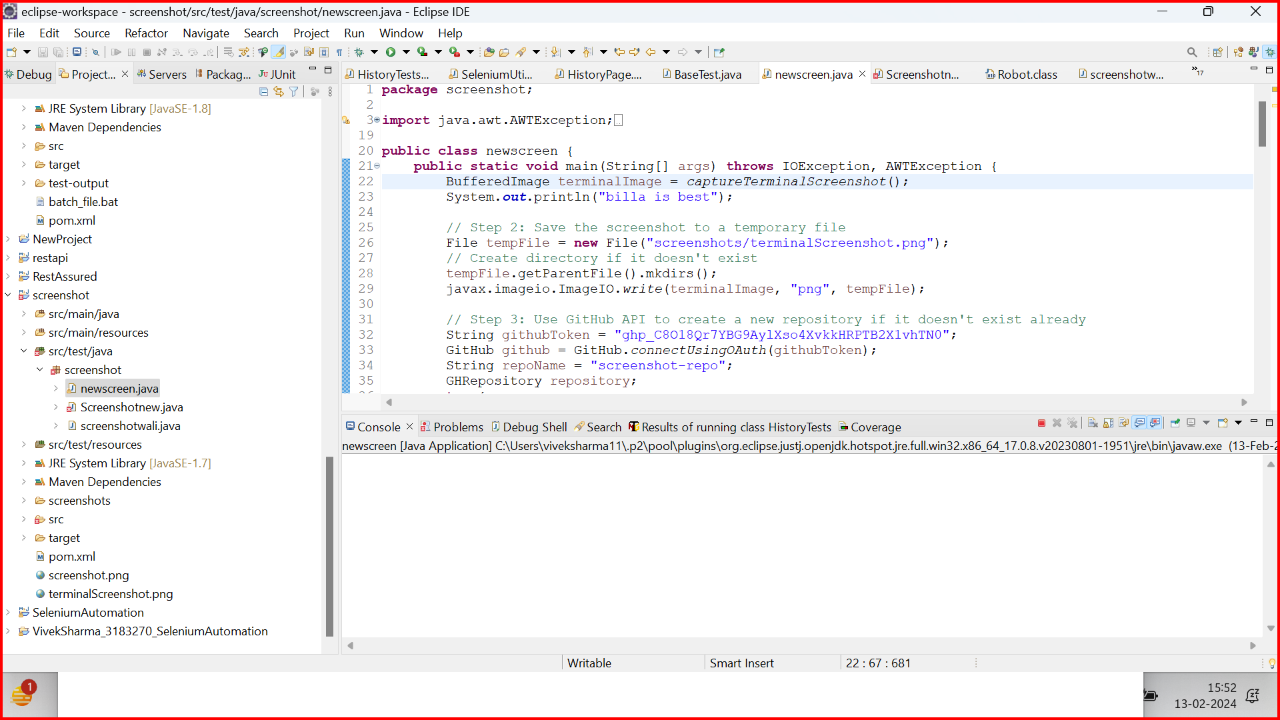 eclipse-workspace - screenshot/src/test/java/screenshot/newscreen.java - Eclipse IDE
File Edit Source Refactor Navigate Search Project Run Window Help
Debug Project... × Servers Packag... JUnit
HistoryTests... SeleniumUti... HistoryPage.... BaseTest.java newscreen.java × Screenshotn... Robot.class screenshotw... »17
JRE System Library [JavaSE-1.8]
Maven Dependencies
src
target
test-output
batch_file.bat
pom.xml
NewProject
restapi
RestAssured
screenshot
src/main/java
src/main/resources
src/test/java
screenshot
newscreen.java
Screenshotnew.java
screenshotwali.java
src/test/resources
JRE System Library [JavaSE-1.7]
Maven Dependencies
screenshots
src
target
pom.xml
screenshot.png
terminalScreenshot.png
SeleniumAutomation
VivekSharma_3183270_SeleniumAutomation
1 package screenshot;
2
3 import java.awt.AWTException;
19
20 public class newscreen {
21 public static void main(String[] args) throws IOException, AWTException {
22 BufferedImage terminalImage = captureTerminalScreenshot();
23 System.out.println("billa is best");
24
25 // Step 2: Save the screenshot to a temporary file
26 File tempFile = new File("screenshots/terminalScreenshot.png");
27 // Create directory if it doesn't exist
28 tempFile.getParentFile().mkdirs();
29 javax.imageio.ImageIO.write(terminalImage, "png", tempFile);
30
31 // Step 3: Use GitHub API to create a new repository if it doesn't exist already
32 String githubToken = "ghp_C8Ol8Qr7YBG9AylXso4XvkkHRPTB2XlvhTN0";
33 GitHub github = GitHub.connectUsingOAuth(githubToken);
34 String repoName = "screenshot-repo";
35 GHRepository repository;
Console × Problems Debug Shell Search Results of running class HistoryTests Coverage
newscreen [Java Application] C:\Users\viveksharma11\.p2\pool\plugins\org.eclipse.justj.openjdk.hotspot.jre.full.win32.x86_64_17.0.8.v20230801-1951\jre\bin\javaw.exe (13-Feb-2
Writable Smart Insert 22 : 67 : 681
1
15:52
13-02-2024